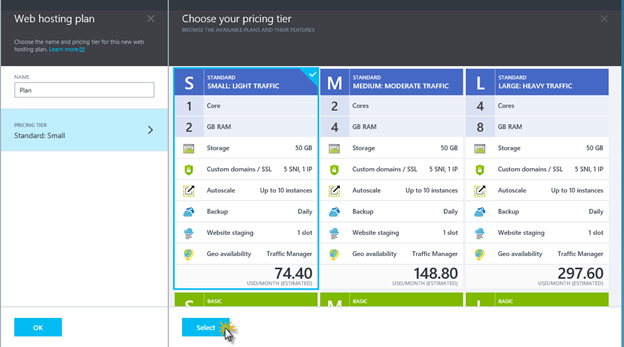 Web hosting plan
Choose the name and pricing tier for this new web
hosting plan. Learn more
NAME
Plan
PRICING TIER
Standard: Small
OK
Choose your pricing tier
BROWSE THE AVAILABLE PLANS AND THEIR FEATURES
S STANDARD
SMALL: LIGHT TRAFFIC
1 Core
2 GB RAM
Storage 50 GB
Custom domains / SSL 5 SNI, 1 IP
Autoscale Up to 10 instances
Backup Daily
Website staging 1 slot
Geo availability Traffic Manager
74.40
USD/MONTH (ESTIMATED)
M STANDARD
MEDIUM: MODERATE TRAFFIC
2 Cores
4 GB RAM
Storage 50 GB
Custom domains / SSL 5 SNI, 1 IP
Autoscale Up to 10 instances
Backup Daily
Website staging 1 slot
Geo availability Traffic Manager
148.80
USD/MONTH (ESTIMATED)
L STANDARD
LARGE: HEAVY TRAFFIC
4 Cores
8 GB RAM
Storage 50 GB
Custom domains / SSL 5 SNI, 1 IP
Autoscale Up to 10 instances
Backup Daily
Website staging 1 slot
Geo availability Traffic Manager
297.60
USD/MONTH (ESTIMATED)
S BASIC
M BASIC
L BASIC
Select